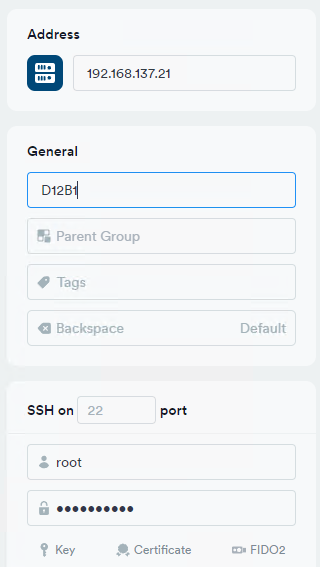 Address
192.168.137.21
General
D12B1
Parent Group
Tags
Backspace Default
SSH on 22 port
root
••••••••••
Key Certificate FIDO2